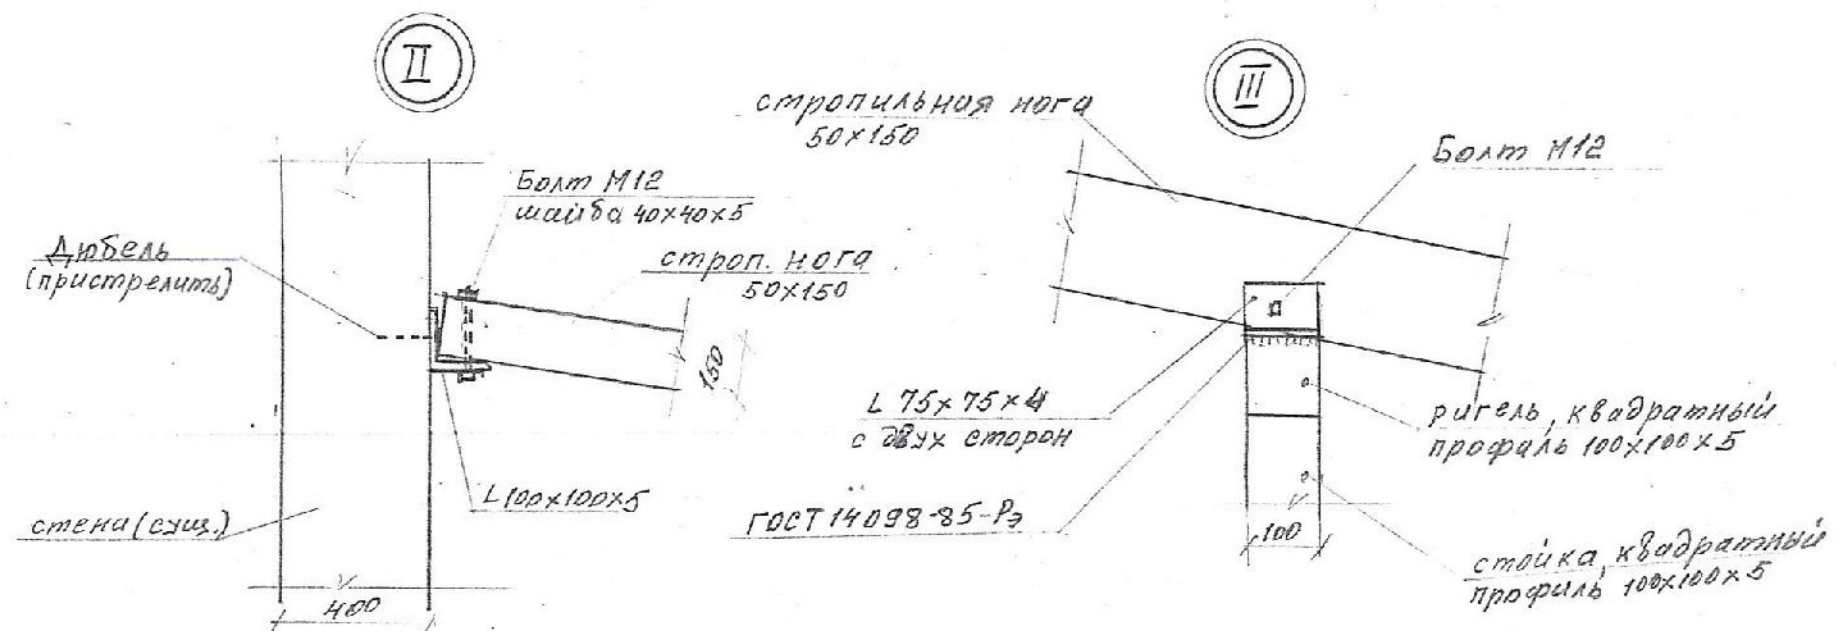 II
Болт М12
шайба 40х40х5
Дюбель
(пристрелить)
строп. нога
50х150
150
L100х100х5
стена (сущ.)
400
III
стропильная нога
50х150
Болт М12
L 75х75х4
с двух сторон
ригель, квадратный
профиль 100х100х5
ГОСТ 14098-85-Рэ
100
стойка, квадратный
профиль 100х100х5